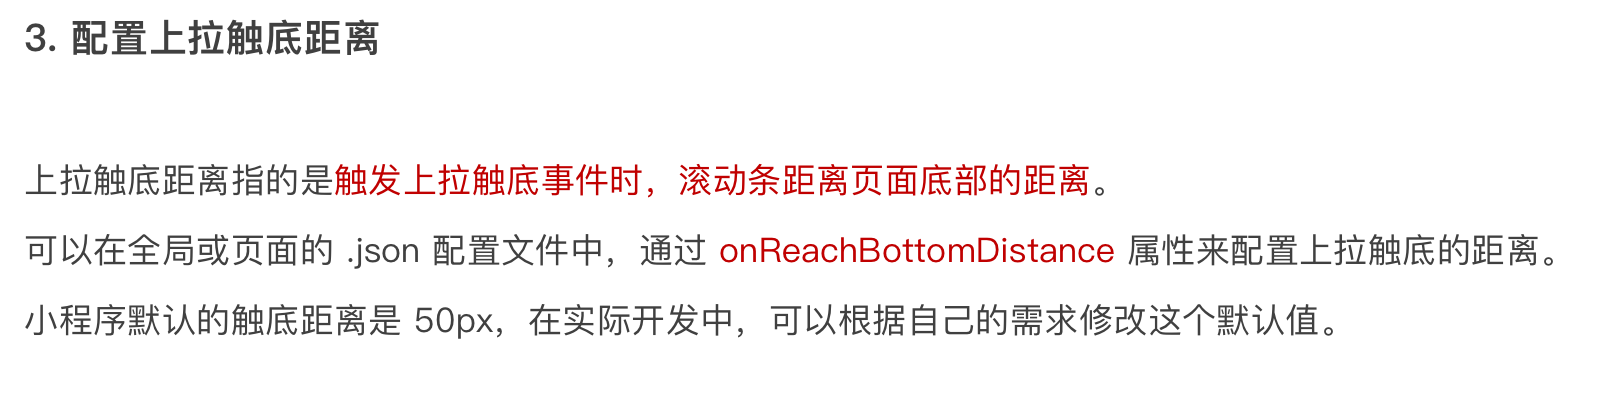 3. 配置上拉触底距离
上拉触底距离指的是触发上拉触底事件时，滚动条距离页面底部的距离。
可以在全局或页面的 .json 配置文件中，通过 onReachBottomDistance 属性来配置上拉触底的距离。
小程序默认的触底距离是 50px，在实际开发中，可以根据自己的需求修改这个默认值。